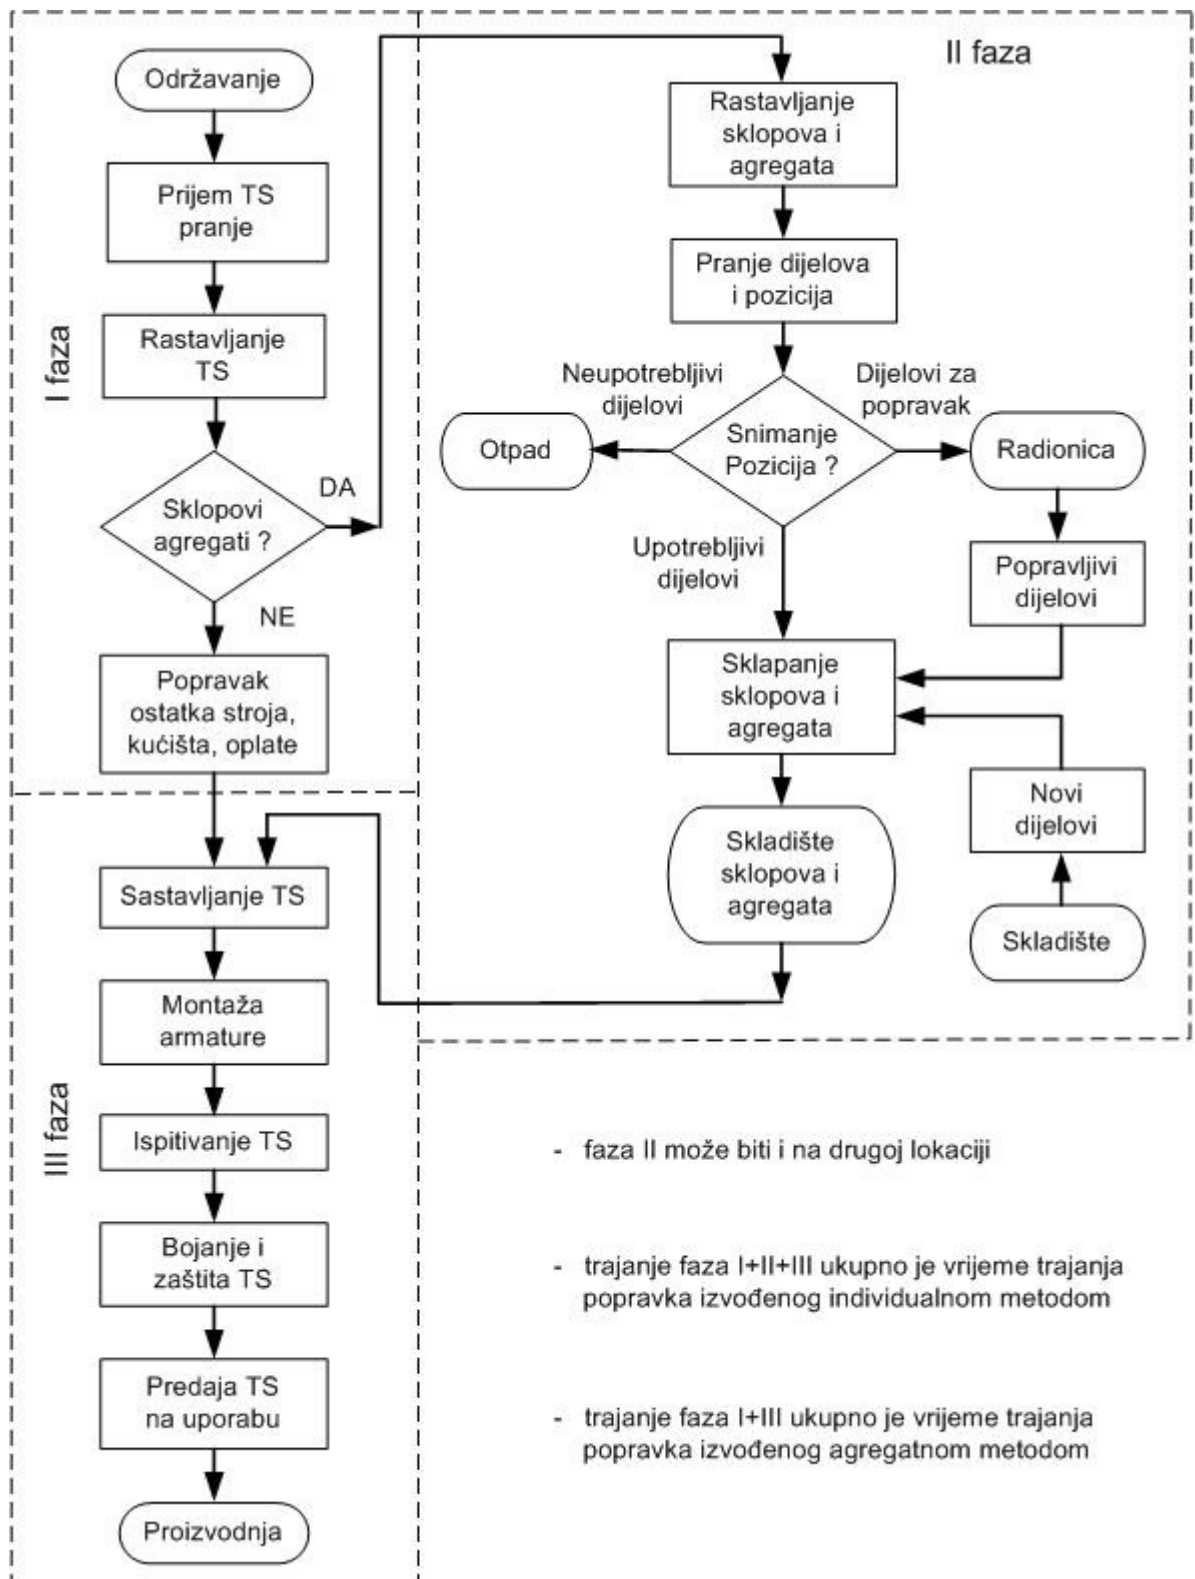 I faza
Održavanje
Prijem TS
pranje
Rastavljanje
TS
Sklopovi
agregati ?
DA
NE
Popravak
ostatka stroja,
kućišta, oplate
II faza
Rastavljanje
sklopova i
agregata
Pranje dijelova
i pozicija
Neupotrebljivi
dijelovi
Dijelovi za
popravak
Snimanje
Pozicija ?
Otpad
Radionica
Upotrebljivi
dijelovi
Popravljivi
dijelovi
Sklapanje
sklopova i
agregata
Novi
dijelovi
Skladište
sklopova i
agregata
Skladište
III faza
Sastavljanje TS
Montaža
armature
Ispitivanje TS
Bojanje i
zaštita TS
Predaja TS
na uporabu
Proizvodnja
- faza II može biti i na drugoj lokaciji
- trajanje faza I+II+III ukupno je vrijeme trajanja
popravka izvođenog individualnom metodom
- trajanje faza I+III ukupno je vrijeme trajanja
popravka izvođenog agregatnom metodom